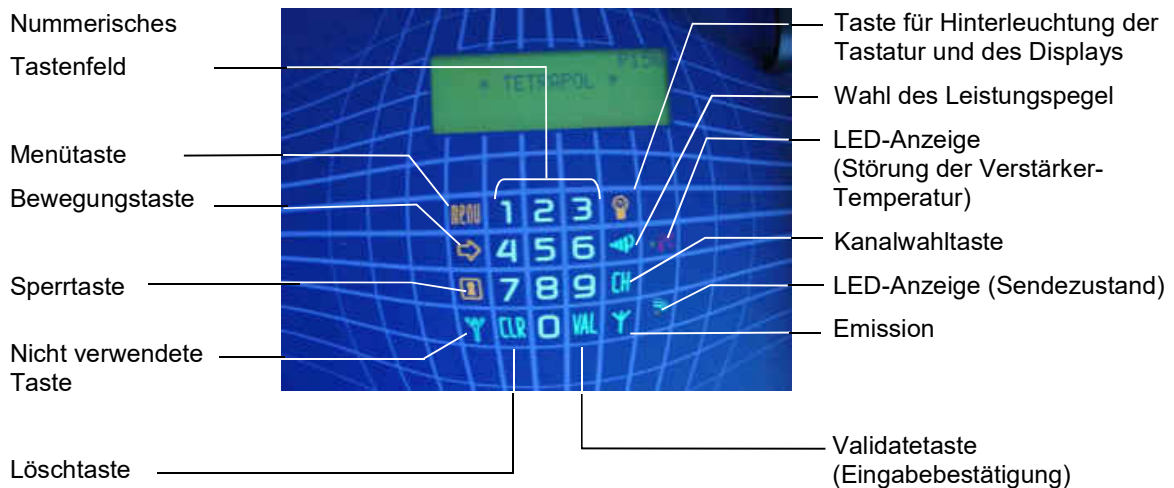 Nummerisches
Tastenfeld
Menütaste
Bewegungstaste
Sperrtaste
Nicht verwendete
Taste
Löschtaste
P15
* TETRAPOL *
MENU 1 2 3
4 5 6
7 8 9 CH
CLR 0 VAL
Taste für Hinterleuchtung der
Tastatur und des Displays
Wahl des Leistungspegel
LED-Anzeige
(Störung der Verstärker-
Temperatur)
Kanalwahltaste
LED-Anzeige (Sendezustand)
Emission
Validatetaste
(Eingabebestätigung)